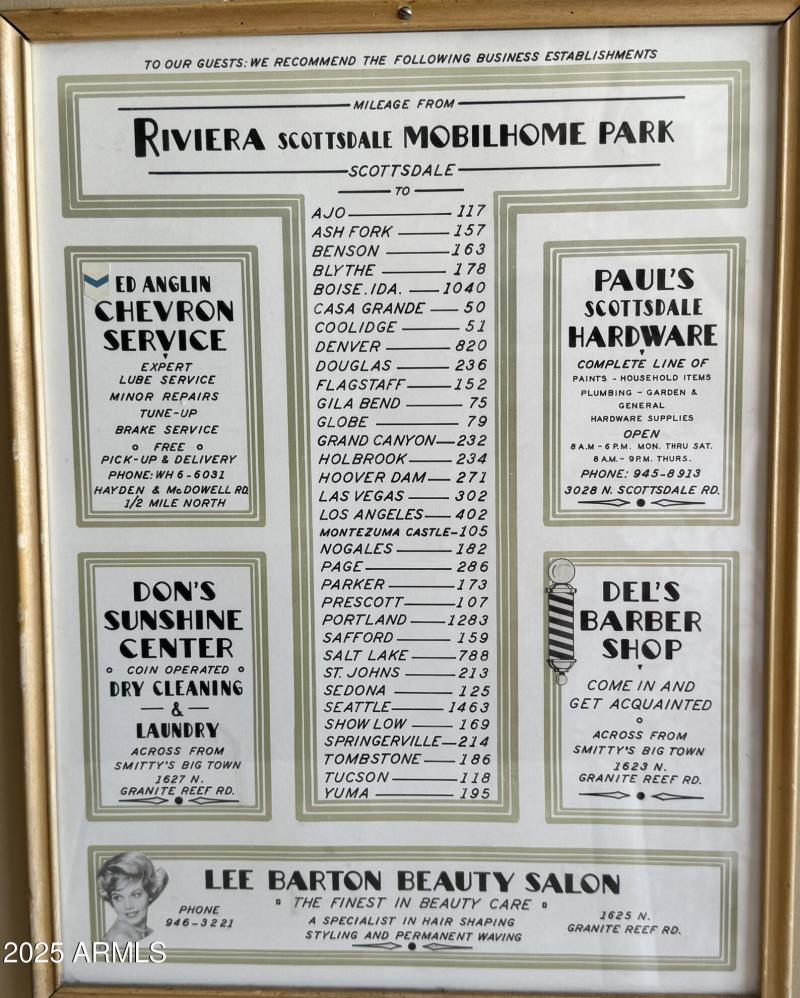 TO OUR GUESTS: WE RECOMMEND THE FOLLOWING BUSINESS ESTABLISHMENTS
MILEAGE FROM
RIVIERA SCOTTSDALE MOBILHOME PARK
SCOTTSDALE
TO
AJO 117
ASH FORK 157
BENSON 163
BLYTHE 178
BOISE. IDA. 1040
CASA GRANDE 50
COOLIDGE 51
DENVER 820
DOUGLAS 236
FLAGSTAFF 152
GILA BEND 75
GLOBE 79
GRAND CANYON 232
HOLBROOK 234
HOOVER DAM 271
LAS VEGAS 302
LOS ANGELES 402
MONTEZUMA CASTLE 105
NOGALES 182
PAGE 286
PARKER 173
PRESCOTT 107
PORTLAND 1283
SAFFORD 159
SALT LAKE 788
ST. JOHNS 213
SEDONA 125
SEATTLE 1463
SHOW LOW 169
SPRINGERVILLE 214
TOMBSTONE 186
TUCSON 118
YUMA 195
ED ANGLIN
CHEVRON
SERVICE
EXPERT
LUBE SERVICE
MINOR REPAIRS
TUNE-UP
BRAKE SERVICE
FREE
PICK-UP & DELIVERY
PHONE: WH 6-6031
HAYDEN & McDOWELL RD.
1/2 MILE NORTH
DON'S
SUNSHINE
CENTER
COIN OPERATED
DRY CLEANING
&
LAUNDRY
ACROSS FROM
SMITTY'S BIG TOWN
1627 N.
GRANITE REEF RD.
PAUL'S
SCOTTSDALE
HARDWARE
COMPLETE LINE OF
PAINTS - HOUSEHOLD ITEMS
PLUMBING - GARDEN &
GENERAL
HARDWARE SUPPLIES
OPEN
8 A.M - 6 P.M. MON. THRU SAT.
8 A.M. - 9 P.M. THURS.
PHONE: 945-8913
3028 N. SCOTTSDALE RD.
DEL'S
BARBER
SHOP
COME IN AND
GET ACQUAINTED
ACROSS FROM
SMITTY'S BIG TOWN
1623 N.
GRANITE REEF RD.
LEE BARTON BEAUTY SALON
THE FINEST IN BEAUTY CARE
PHONE
946-3221
A SPECIALIST IN HAIR SHAPING
STYLING AND PERMANENT WAVING
1625 N.
GRANITE REEF RD.
2025 ARMLS